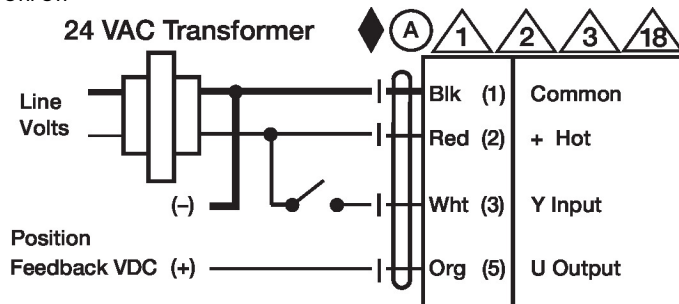 24 VAC Transformer
A 1 2 3 18
Line
Volts
Blk (1) Common
Red (2) + Hot
(–) Wht (3) Y Input
Position
Feedback VDC (+) Org (5) U Output